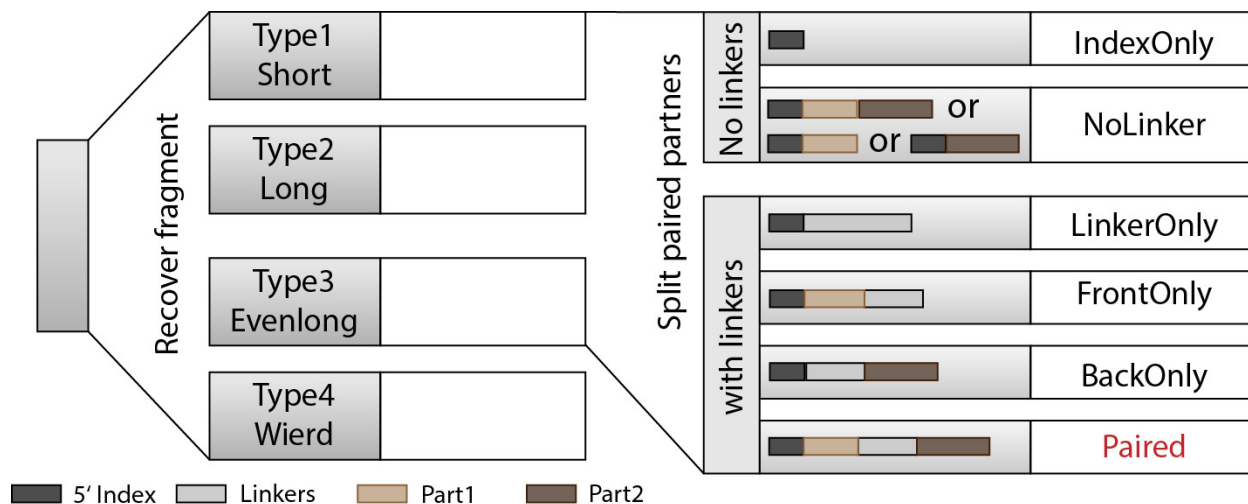 Recover fragment
Type1
Short
Type2
Long
Type3
Evenlong
Type4
Wierd
Split paired partners
No linkers
IndexOnly
or
or
NoLinker
with linkers
LinkerOnly
FrontOnly
BackOnly
Paired
5' Index
Linkers
Part1
Part2